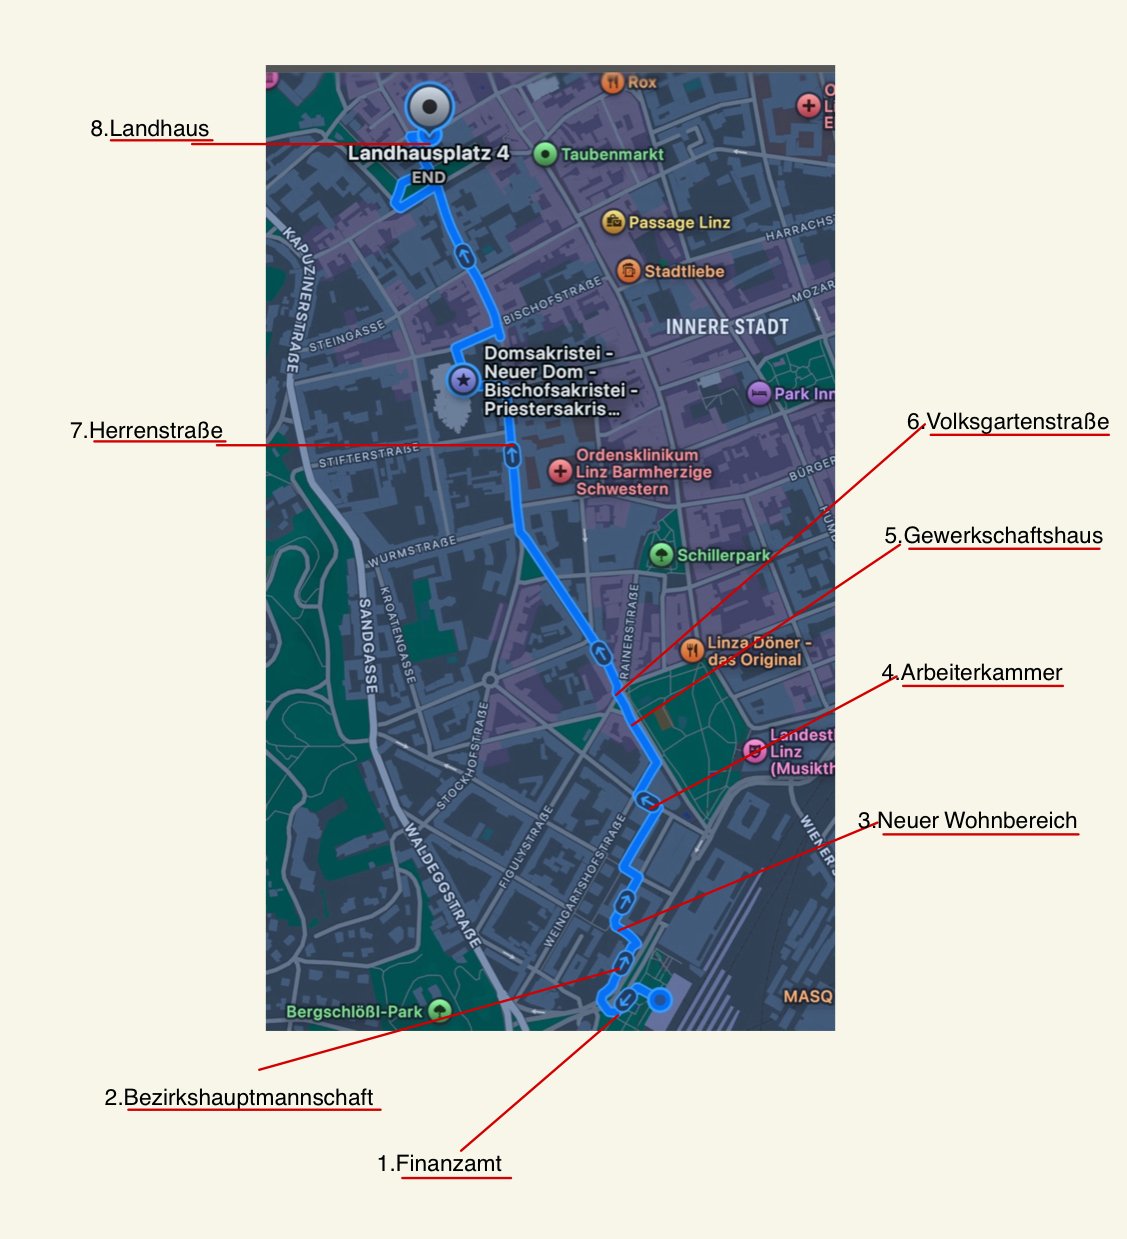 Rox
8.Landhaus
Landhausplatz 4
END
Taubenmarkt
Passage Linz
HARRACHS
KAPUZINERSTRAßE
Stadtliebe
BISCHOFSTRAßE
MOZAR
STEINGASSE
INNERE STADT
Domsakristei -
Neuer Dom -
Bischofsakristei -
Priestersakris...
Park Inn
6.Volksgartenstraße
7.Herrenstraße
STIFTERSTRAßE
Ordensklinikum
Linz Barmherzige
Schwestern
BÜRGER
HUMB
5.Gewerkschaftshaus
WURMSTRAßE
Schillerpark
KROATENGASSE
SANDGASSE
RAINERSTRAßE
Linza Döner -
das Original
4.Arbeiterkammer
STOCKHOFSTRAßE
Landestl
Linz
(Musikth
3.Neuer Wohnbereich
WALDEGGSTRAßE
FIGULYSTRAßE
WEINGARTSHOFSTRAßE
WIENER S
MASQ
Bergschlößl-Park
2.Bezirkshauptmannschaft
1.Finanzamt